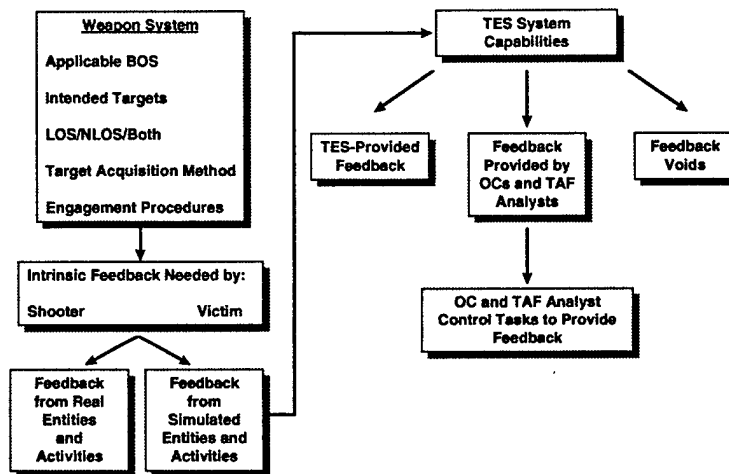 Weapon System
Applicable BOS
Intended Targets
LOS/NLOS/Both
Target Acquisition Method
Engagement Procedures
Intrinsic Feedback Needed by:
Shooter Victim
Feedback
from Real
Entities
and
Activities
Feedback
from
Simulated
Entities and
Activities
TES System
Capabilities
TES-Provided
Feedback
Feedback
Provided by
OCs and TAF
Analysts
Feedback
Voids
OC and TAF Analyst
Control Tasks to Provide
Feedback